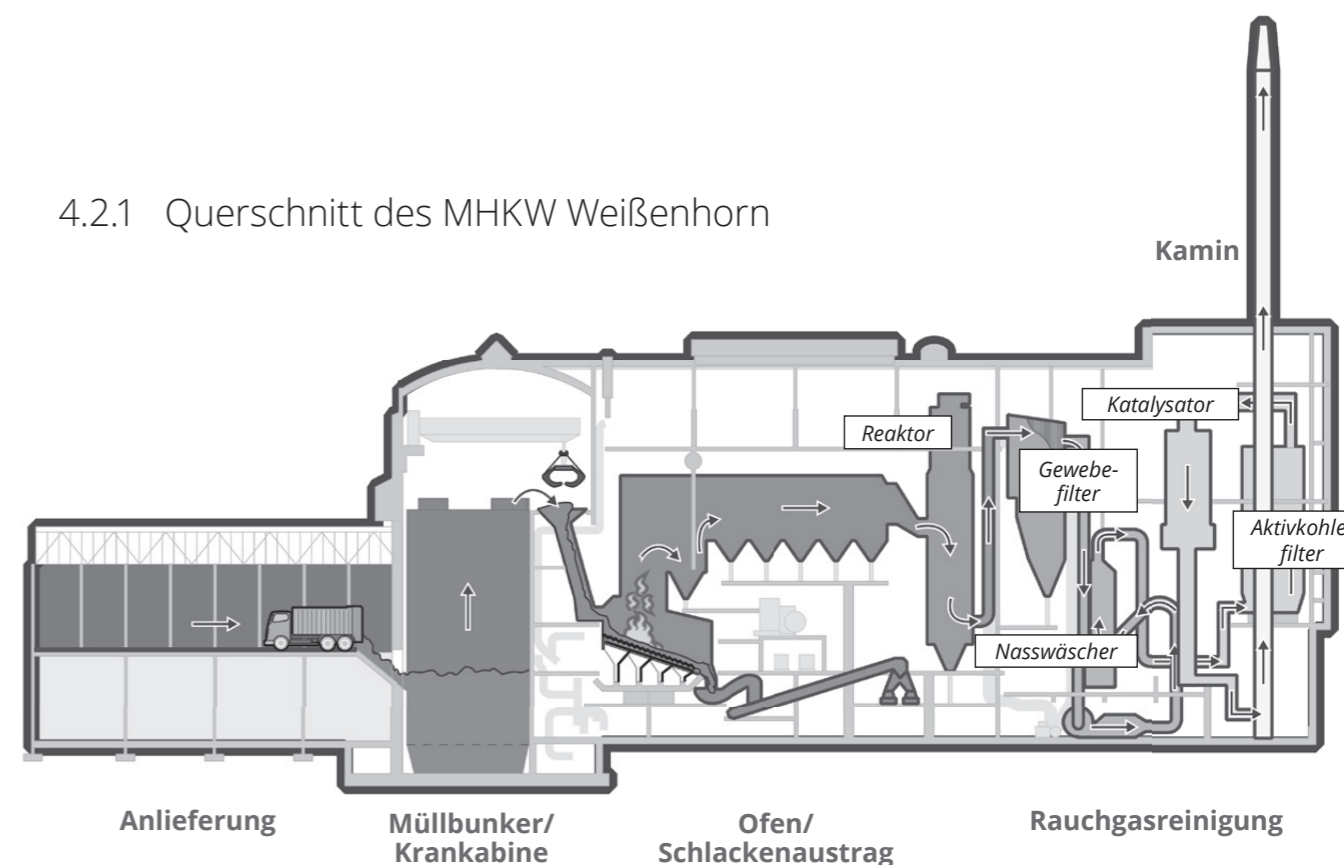 4.2.1 Querschnitt des MHKW Weißenhorn
Kamin
Katalysator
Reaktor
Gewebe-
filter
Aktivkohle
filter
Nasswäscher
Anlieferung
Müllbunker/
Krankabine
Ofen/
Schlackenaustrag
Rauchgasreinigung